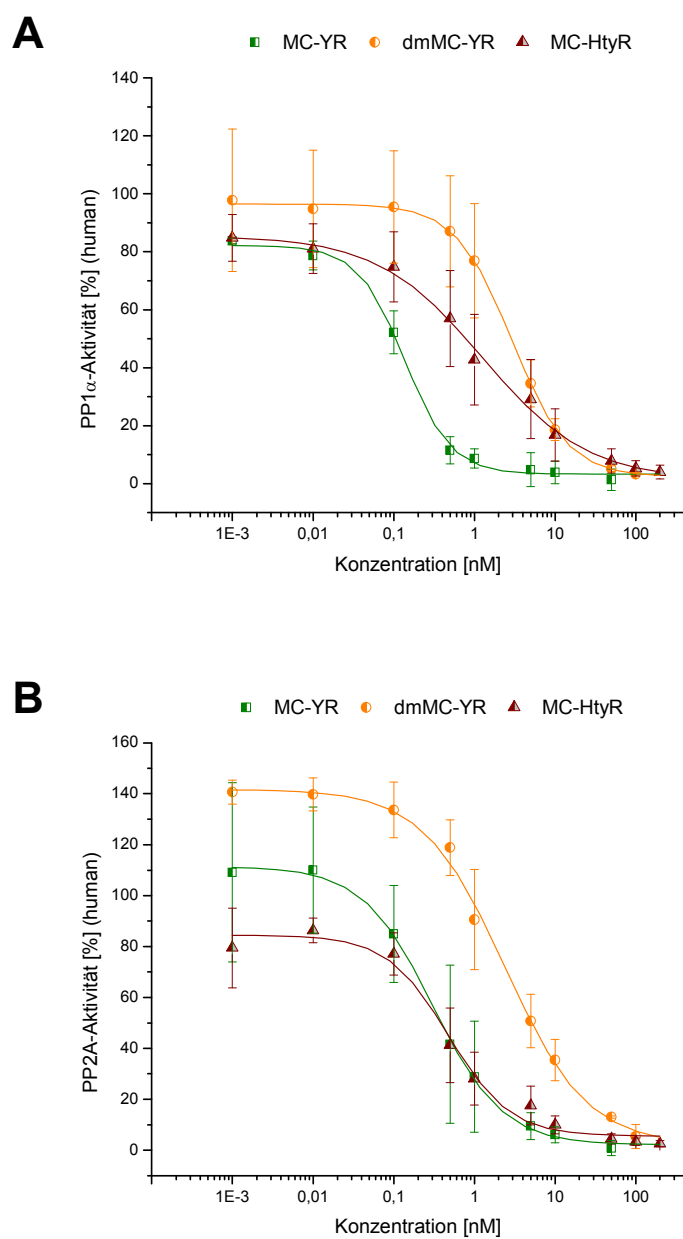 A
MC-YR dmMC-YR MC-HtyR
PP1α-Aktivität [%] (human)
140
120
100
80
60
40
20
0
1E-3 0,01 0,1 1 10 100
Konzentration [nM]
B
MC-YR dmMC-YR MC-HtyR
PP2A-Aktivität [%] (human)
160
140
120
100
80
60
40
20
0
1E-3 0,01 0,1 1 10 100
Konzentration [nM]